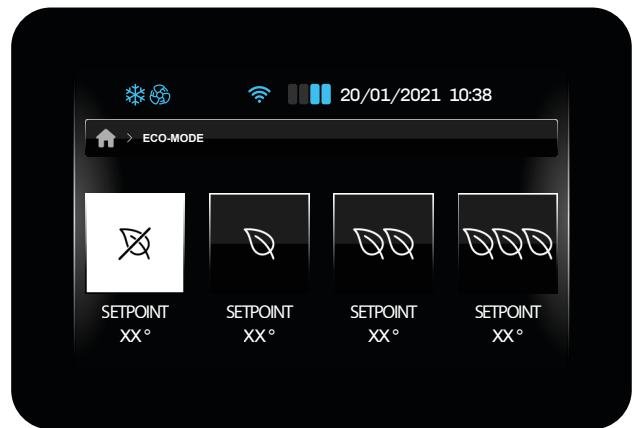 20/01/2021 10:38
> ECO-MODE
SETPOINT SETPOINT SETPOINT SETPOINT
XX° XX° XX° XX°